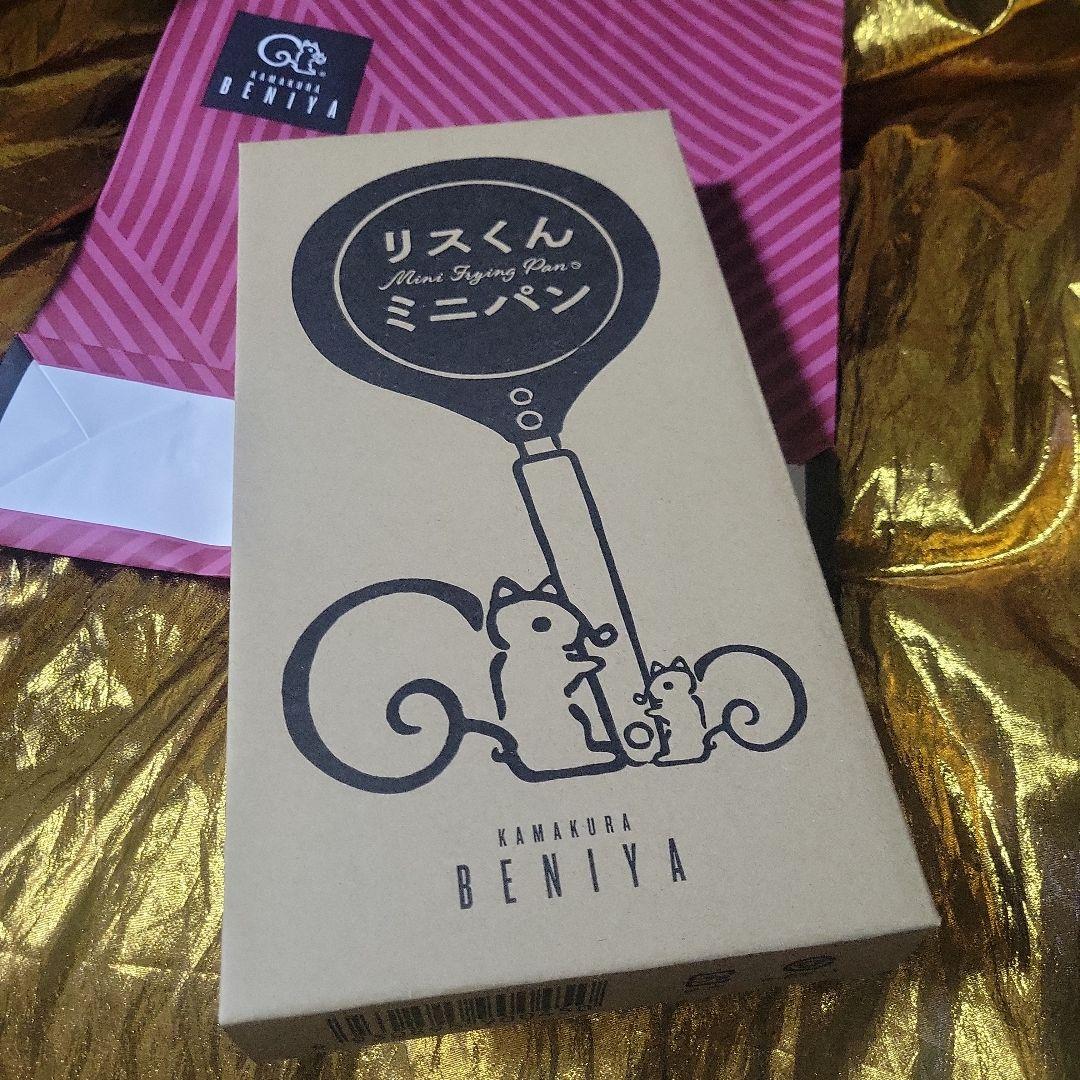 KAMAKURA
BENIYA
リスくん
Mini Frying Pan
ミニパン
KAMAKURA
BENIYA